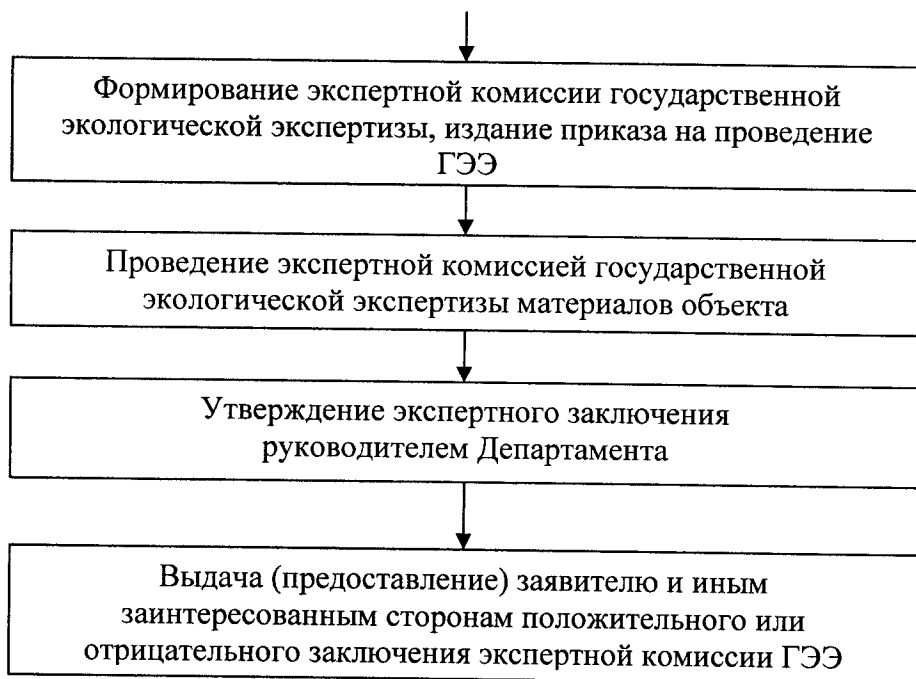 Формирование экспертной комиссии государственной
экологической экспертизы, издание приказа на проведение
ГЭЭ
Проведение экспертной комиссией государственной
экологической экспертизы материалов объекта
Утверждение экспертного заключения
руководителем Департамента
Выдача (предоставление) заявителю и иным
заинтересованным сторонам положительного или
отрицательного заключения экспертной комиссии ГЭЭ